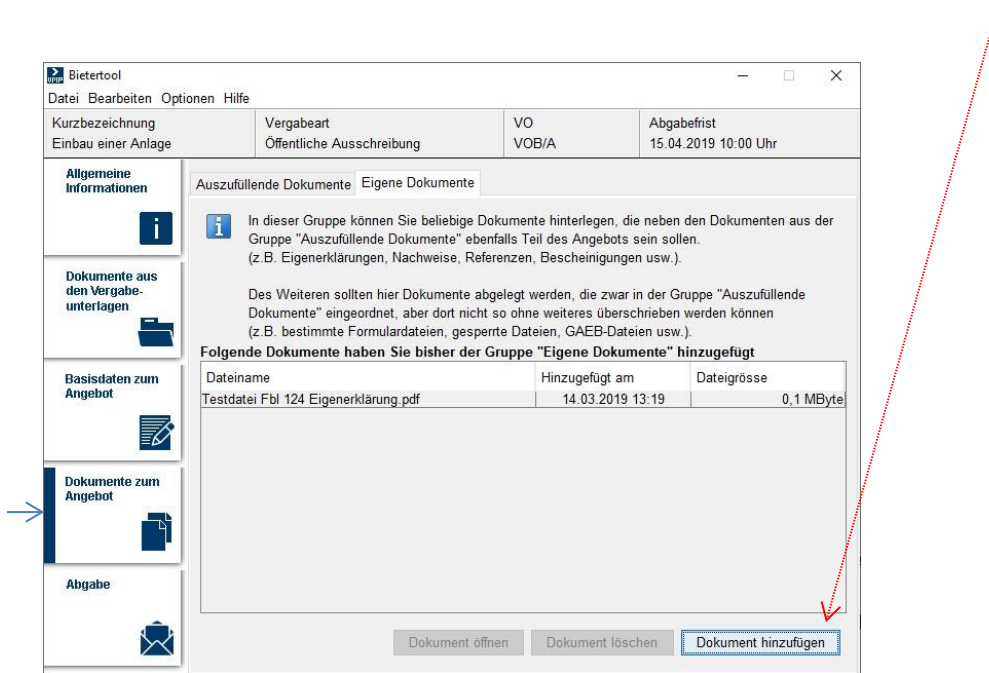 Bietertool
Datei Bearbeiten Optionen Hilfe
Kurzbezeichnung Vergabeart VO Abgabefrist
Einbau einer Anlage Öffentliche Ausschreibung VOB/A 15.04.2019 10:00 Uhr
Allgemeine
Informationen
Dokumente aus
den Vergabe-
unterlagen
Basisdaten zum
Angebot
Dokumente zum
Angebot
Abgabe
Auszufüllende Dokumente Eigene Dokumente
In dieser Gruppe können Sie beliebige Dokumente hinterlegen, die neben den Dokumenten aus der
Gruppe "Auszufüllende Dokumente" ebenfalls Teil des Angebots sein sollen.
(z.B. Eigenerklärungen, Nachweise, Referenzen, Bescheinigungen usw.).
Des Weiteren sollten hier Dokumente abgelegt werden, die zwar in der Gruppe "Auszufüllende
Dokumente" eingeordnet, aber dort nicht so ohne weiteres überschrieben werden können
(z.B. bestimmte Formulardateien, gesperrte Dateien, GAEB-Dateien usw.).
Folgende Dokumente haben Sie bisher der Gruppe "Eigene Dokumente" hinzugefügt
Dateiname Hinzugefügt am Dateigrösse
Testdatei Fbl 124 Eigenerklärung.pdf 14.03.2019 13:19 0,1 MByte
Dokument öffnen Dokument löschen Dokument hinzufügen